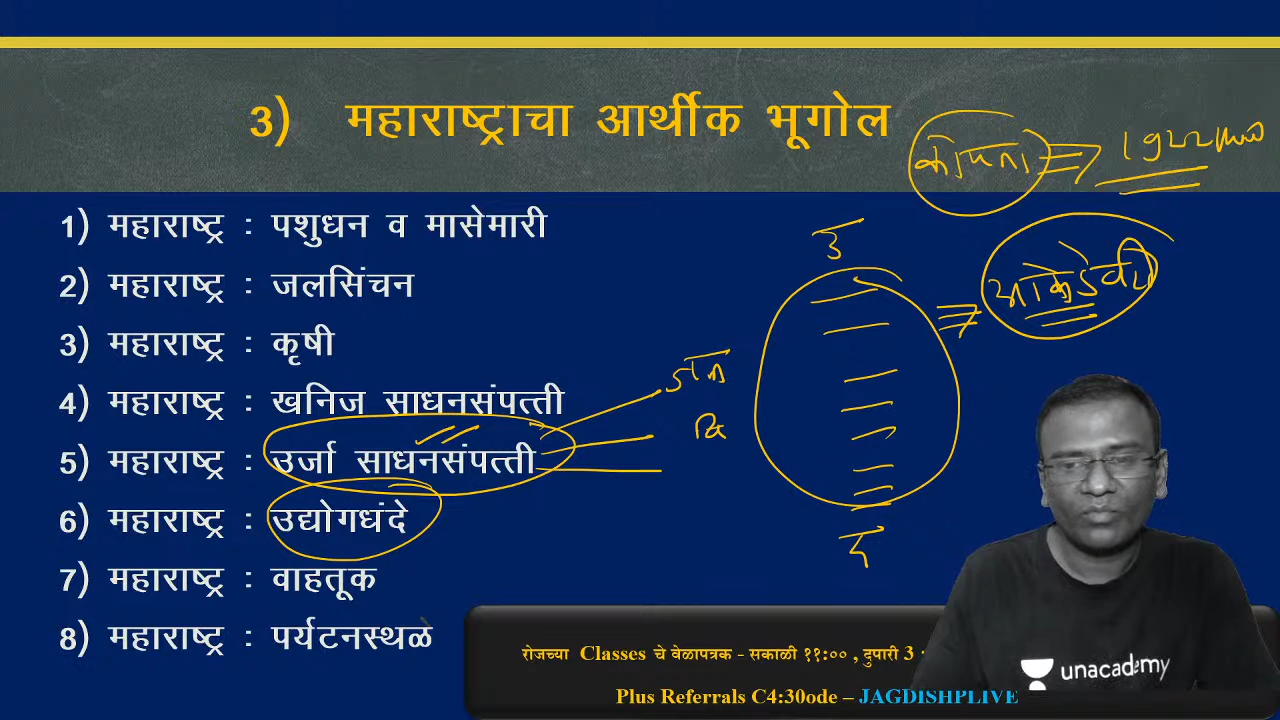 3) महाराष्ट्राचा आर्थीक भूगोल
1) महाराष्ट्र : पशुधन व मासेमारी
2) महाराष्ट्र : जलसिंचन
3) महाराष्ट्र : कृषी
4) महाराष्ट्र : खनिज साधनसंपत्ती
5) महाराष्ट्र : उर्जा साधनसंपत्ती
6) महाराष्ट्र : उद्योगधंदे
7) महाराष्ट्र : वाहतूक
8) महाराष्ट्र : पर्यटनस्थळे
कोयना
उ
द
unacademy
रोजच्या Classes चे वेळापत्रक - सकाळी ११:०० , दुपारी 3
Plus Referrals C4:30ode – JAGDISHPLIVE